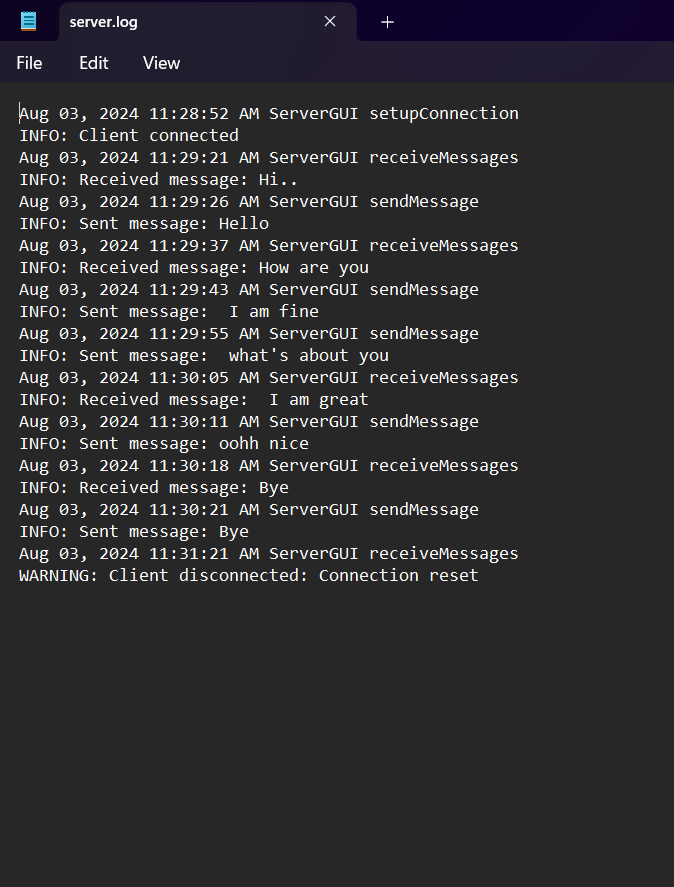 server.log
File Edit View
Aug 03, 2024 11:28:52 AM ServerGUI setupConnection
INFO: Client connected
Aug 03, 2024 11:29:21 AM ServerGUI receiveMessages
INFO: Received message: Hi..
Aug 03, 2024 11:29:26 AM ServerGUI sendMessage
INFO: Sent message: Hello
Aug 03, 2024 11:29:37 AM ServerGUI receiveMessages
INFO: Received message: How are you
Aug 03, 2024 11:29:43 AM ServerGUI sendMessage
INFO: Sent message:  I am fine
Aug 03, 2024 11:29:55 AM ServerGUI sendMessage
INFO: Sent message:  what's about you
Aug 03, 2024 11:30:05 AM ServerGUI receiveMessages
INFO: Received message:  I am great
Aug 03, 2024 11:30:11 AM ServerGUI sendMessage
INFO: Sent message: oohh nice
Aug 03, 2024 11:30:18 AM ServerGUI receiveMessages
INFO: Received message: Bye
Aug 03, 2024 11:30:21 AM ServerGUI sendMessage
INFO: Sent message: Bye
Aug 03, 2024 11:31:21 AM ServerGUI receiveMessages
WARNING: Client disconnected: Connection reset